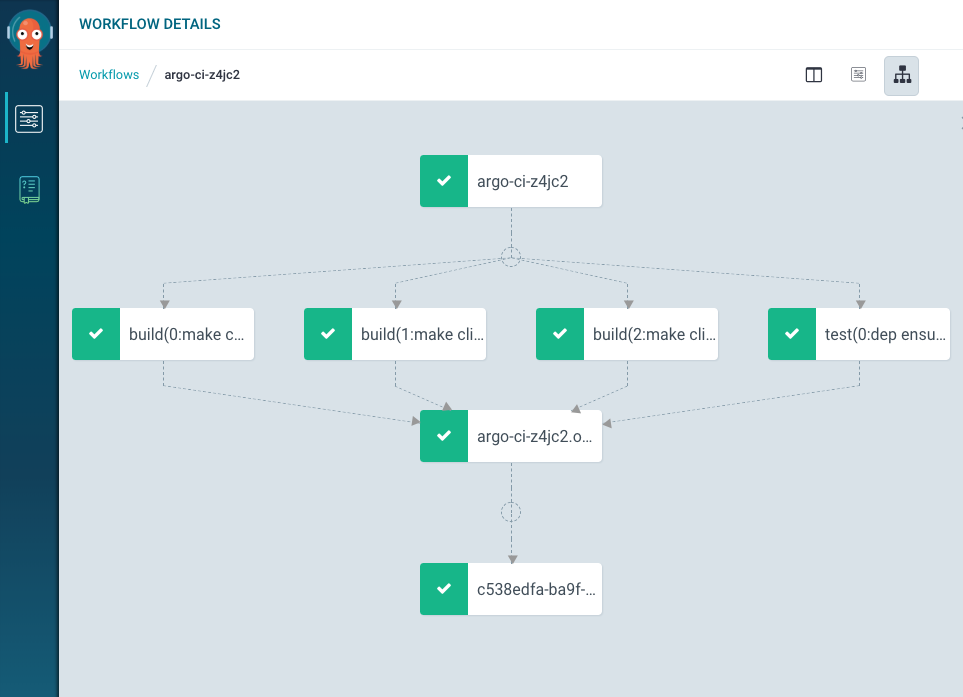 WORKFLOW DETAILS
Workflows / argo-ci-z4jc2
argo-ci-z4jc2
build(0:make c...
build(1:make cli...
build(2:make cli...
test(0:dep ensu...
argo-ci-z4jc2.o...
c538edfa-ba9f-...